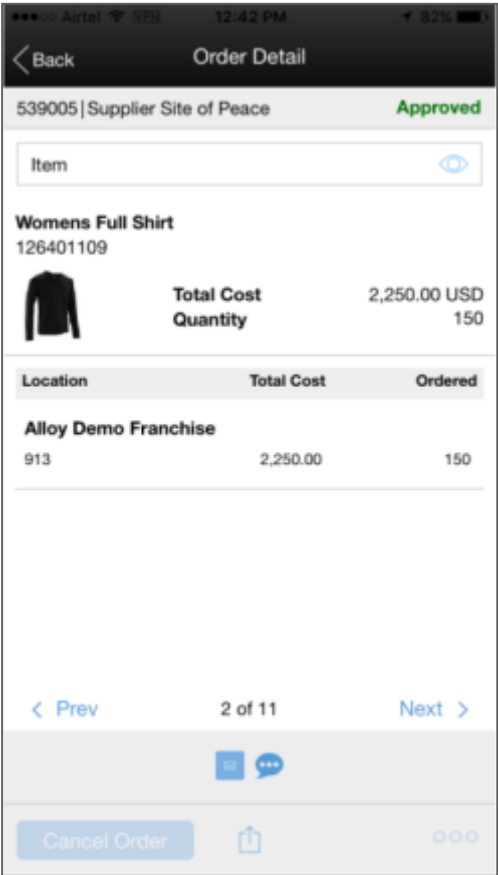 Airtel VPN 12:42 PM 82%
Back Order Detail
539005|Supplier Site of Peace Approved
Item
Womens Full Shirt
126401109
Total Cost 2,250.00 USD
Quantity 150
Location Total Cost Ordered
Alloy Demo Franchise
913 2,250.00 150
Prev 2 of 11 Next
Cancel Order